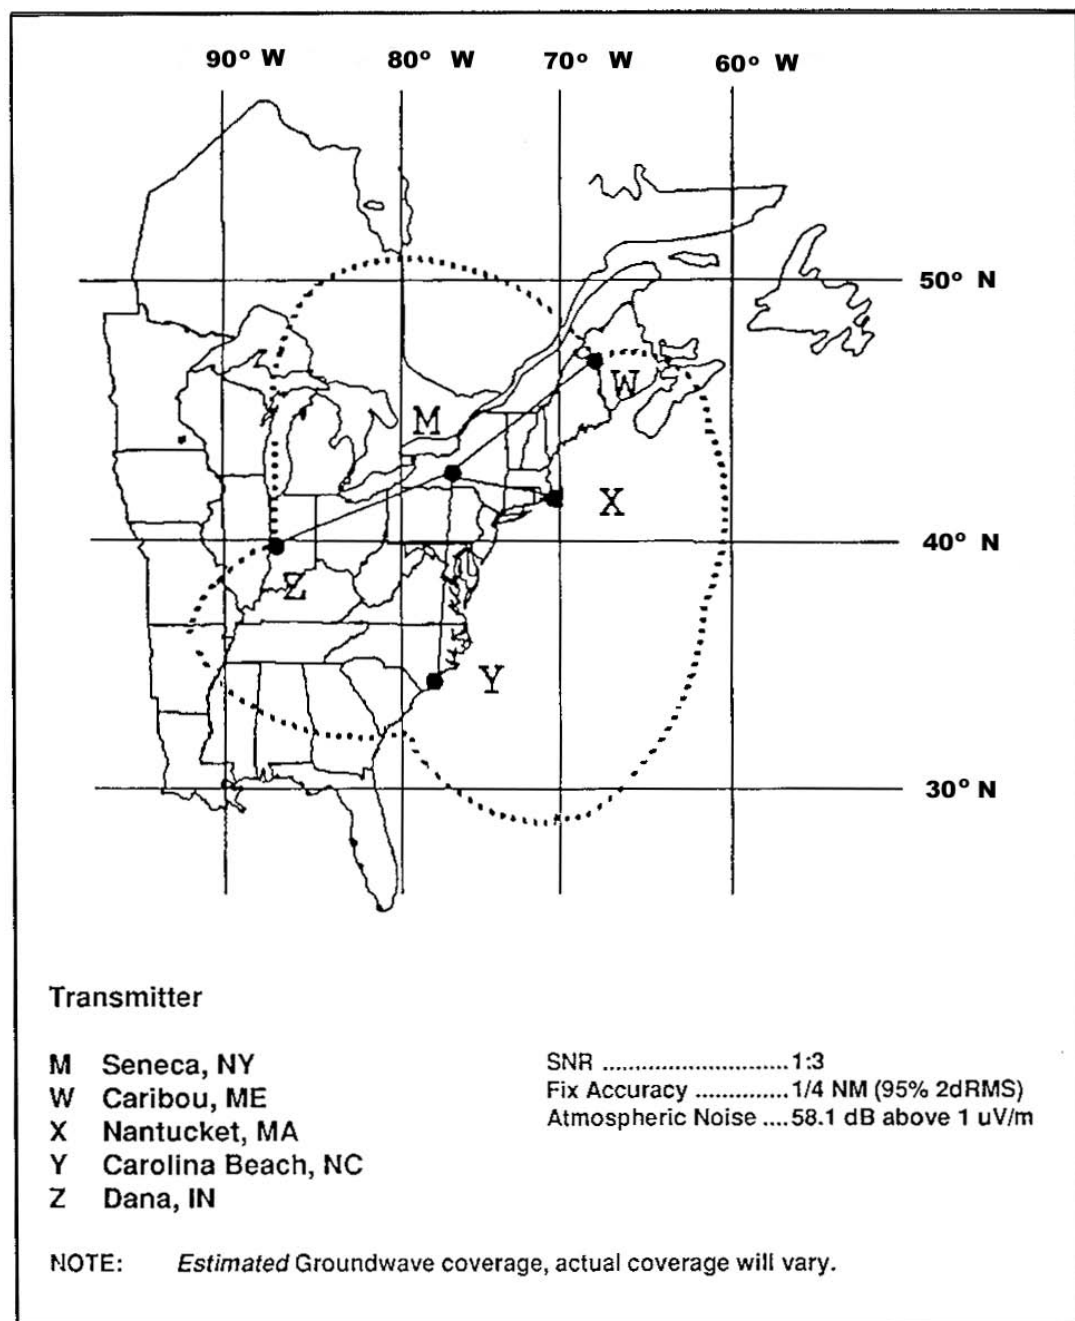 90° W 80° W 70° W 60° W
50° N
W
M
X
40° N
Z
Y
30° N
Transmitter
M Seneca, NY
W Caribou, ME
X Nantucket, MA
Y Carolina Beach, NC
Z Dana, IN
SNR ............................ 1:3
Fix Accuracy .............. 1/4 NM (95% 2dRMS)
Atmospheric Noise .... 58.1 dB above 1 uV/m
NOTE: Estimated Groundwave coverage, actual coverage will vary.